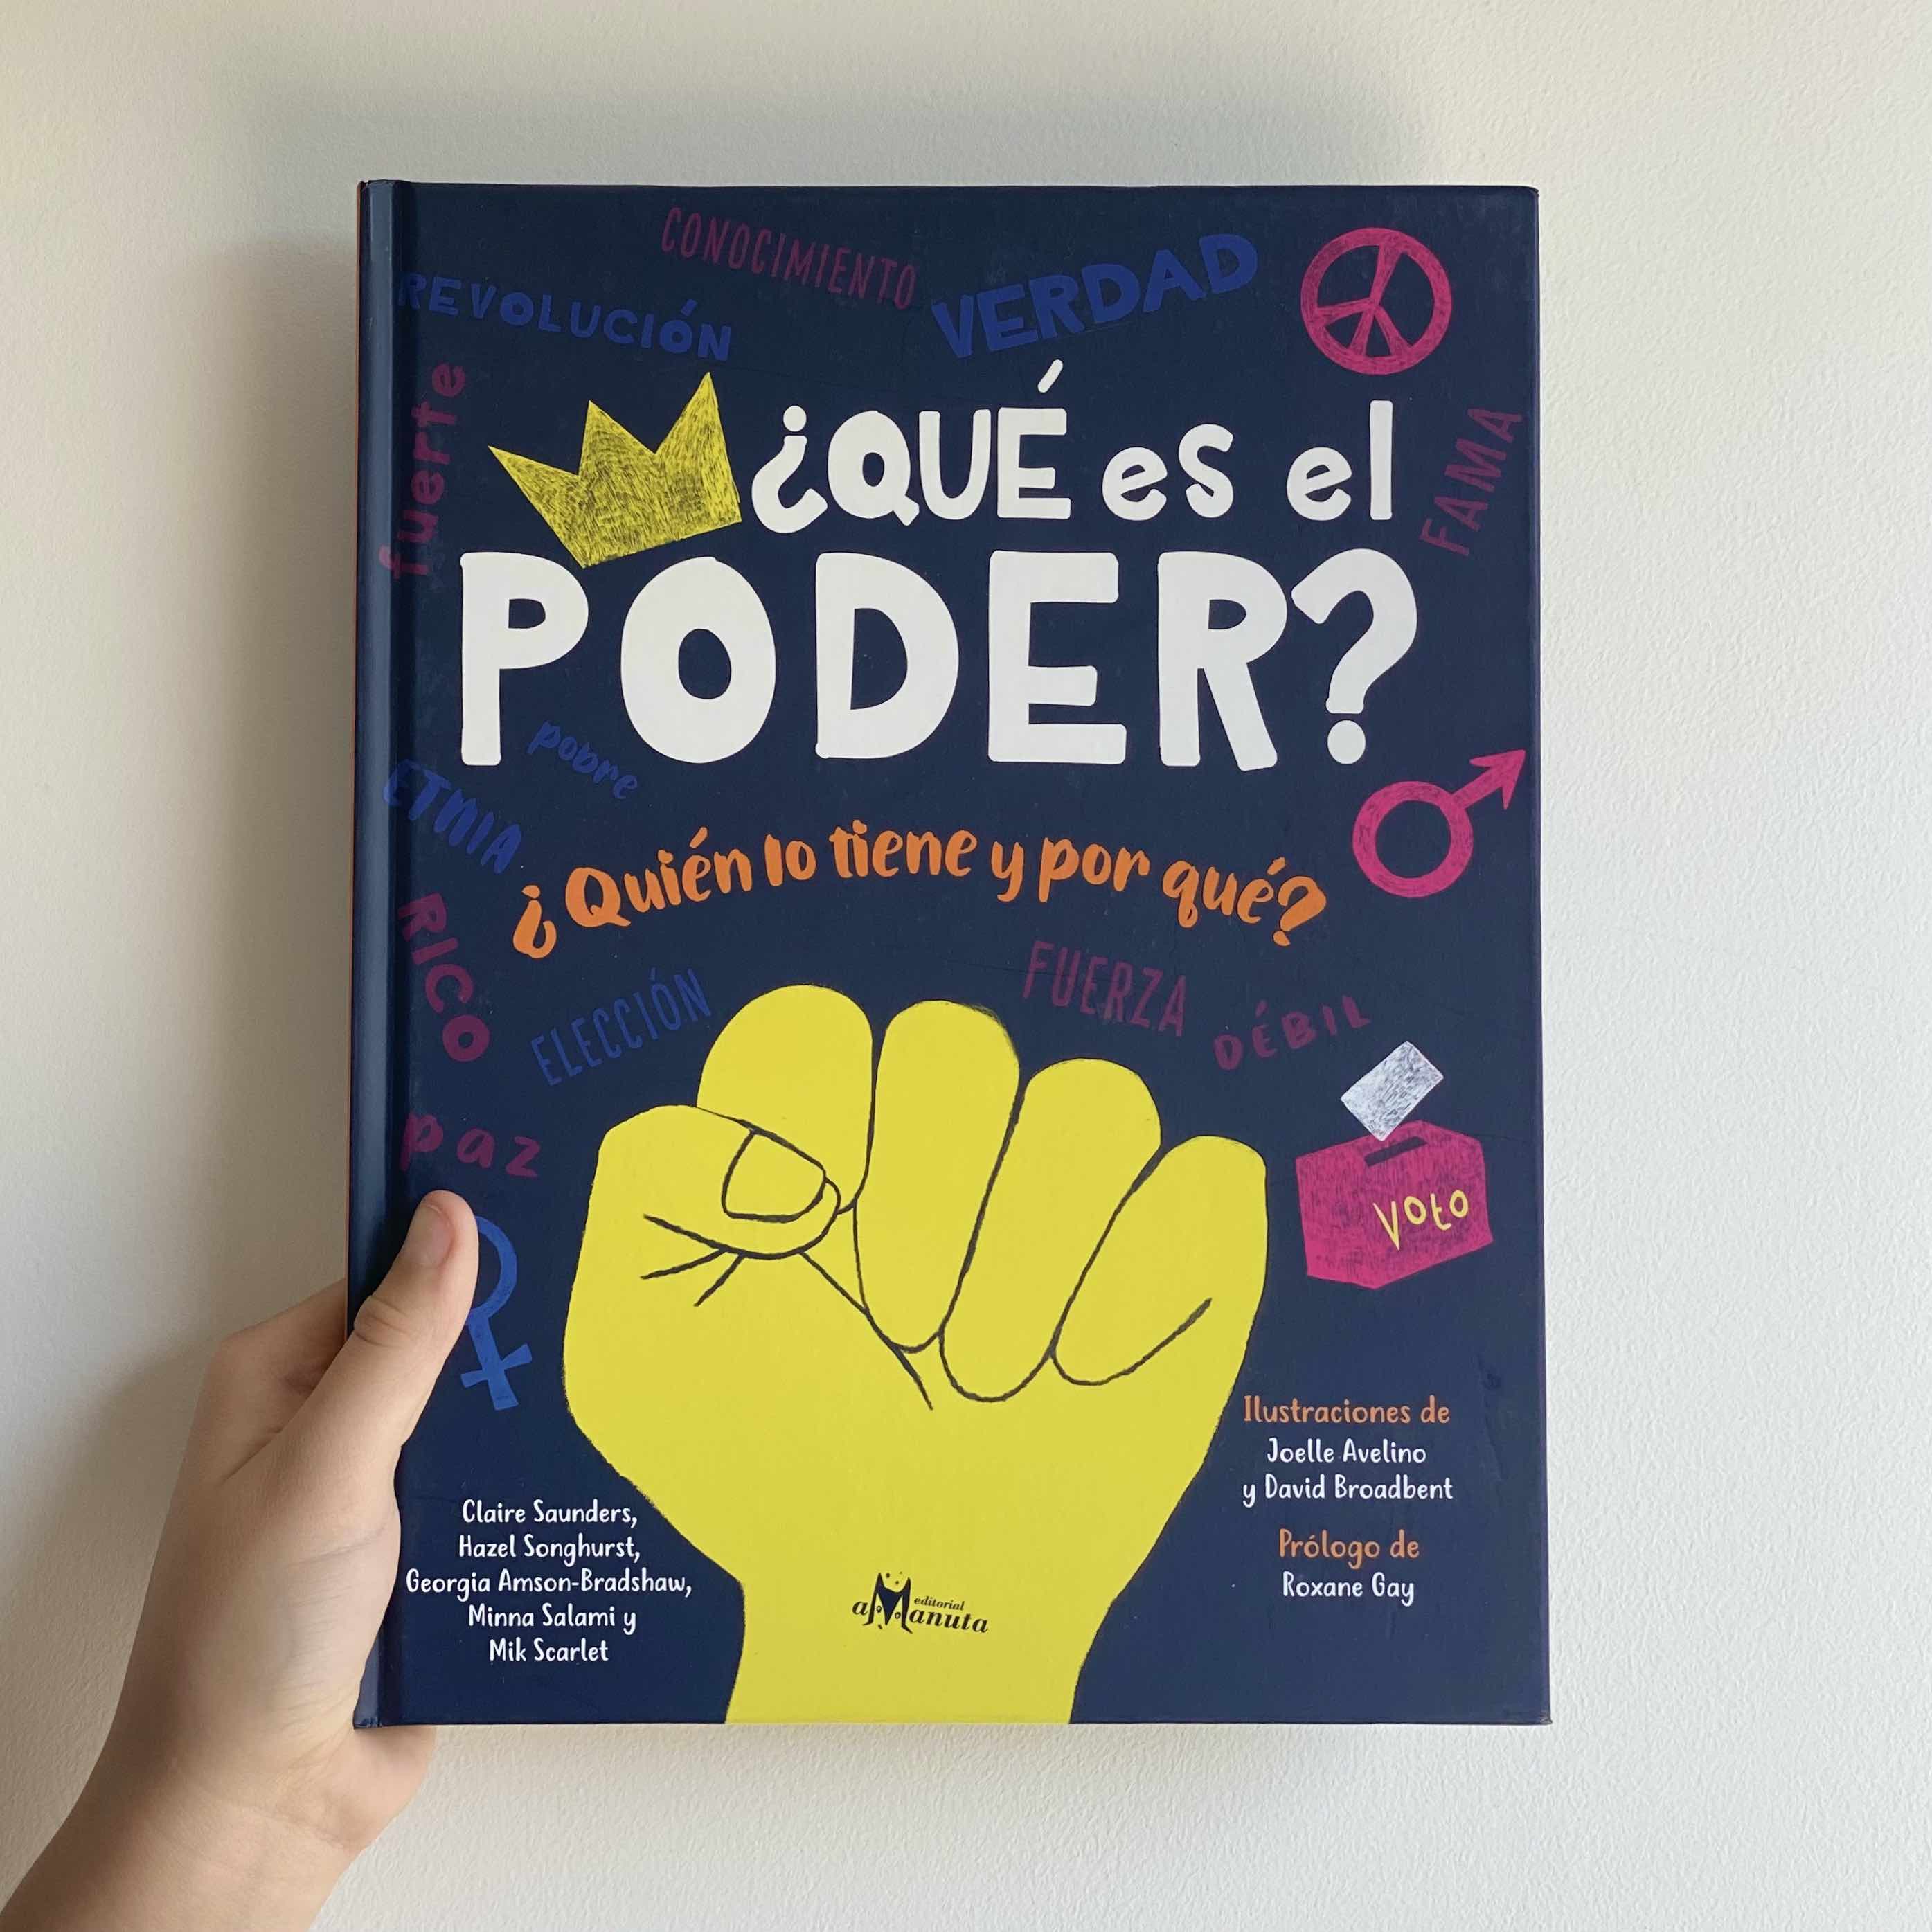 CONOCIMIENTO
REVOLUCIÓN
VERDAD
fuerte
FAMA
¿QUÉ es el
PODER?
pobre
ETNIA
¿Quién lo tiene y por qué?
RICO
ELECCIÓN
FUERZA
DÉBIL
paz
Voto
Ilustraciones de
Joelle Avelino
y David Broadbent
Prólogo de
Roxane Gay
Claire Saunders,
Hazel Songhurst,
Georgia Amson-Bradshaw,
Minna Salami y
Mik Scarlet
editorial
aManuta